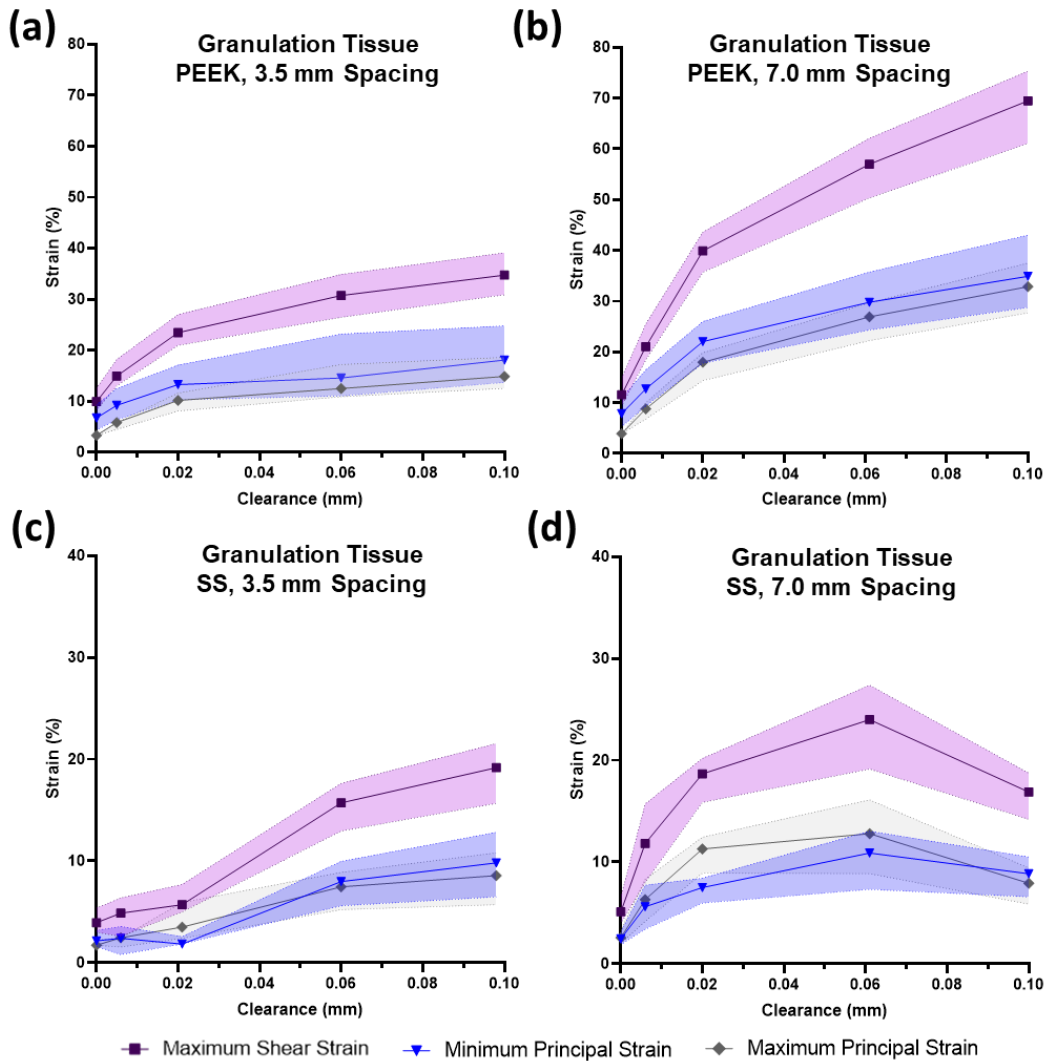 (a)
Granulation Tissue
PEEK, 3.5 mm Spacing
80
70
60
50
40
30
20
10
0
Strain (%)
0.00 0.02 0.04 0.06 0.08 0.10
Clearance (mm)
(b)
Granulation Tissue
PEEK, 7.0 mm Spacing
80
70
60
50
40
30
20
10
0
Strain (%)
0.00 0.02 0.04 0.06 0.08 0.10
Clearance (mm)
(c)
Granulation Tissue
SS, 3.5 mm Spacing
40
30
20
10
0
Strain (%)
0.00 0.02 0.04 0.06 0.08 0.10
Clearance (mm)
(d)
Granulation Tissue
SS, 7.0 mm Spacing
40
30
20
10
0
Strain (%)
0.00 0.02 0.04 0.06 0.08 0.10
Clearance (mm)
Maximum Shear Strain Minimum Principal Strain Maximum Principal Strain